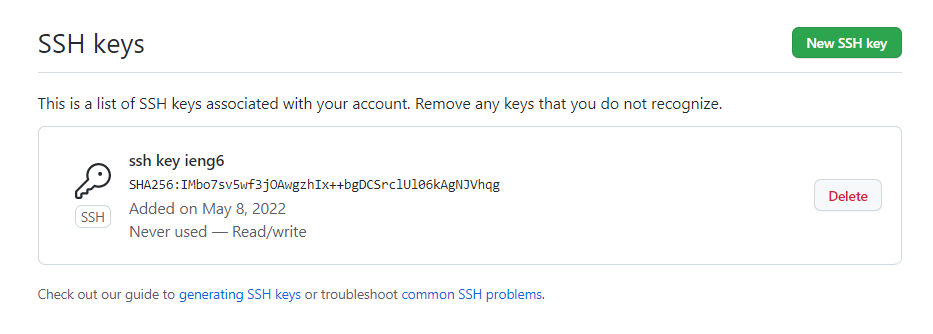 SSH keys
New SSH key
This is a list of SSH keys associated with your account. Remove any keys that you do not recognize.
ssh key ieng6
SHA256:IMbo7sv5wf3jOAwgzhIx++bgDCSrclUl06kAgNJVhqg
Added on May 8, 2022
Never used — Read/write
SSH
Delete
Check out our guide to generating SSH keys or troubleshoot common SSH problems.